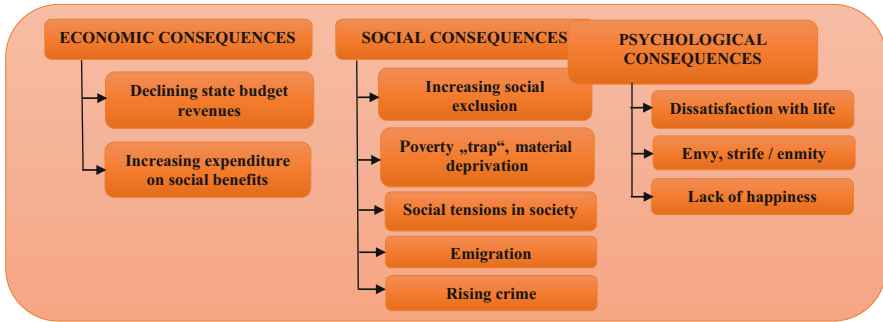 ECONOMIC CONSEQUENCES
Declining state budget
revenues
Increasing expenditure
on social benefits
SOCIAL CONSEQUENCES
Increasing social
exclusion
Poverty „trap“, material
deprivation
Social tensions in society
Emigration
Rising crime
PSYCHOLOGICAL
CONSEQUENCES
Dissatisfaction with life
Envy, strife / enmity
Lack of happiness